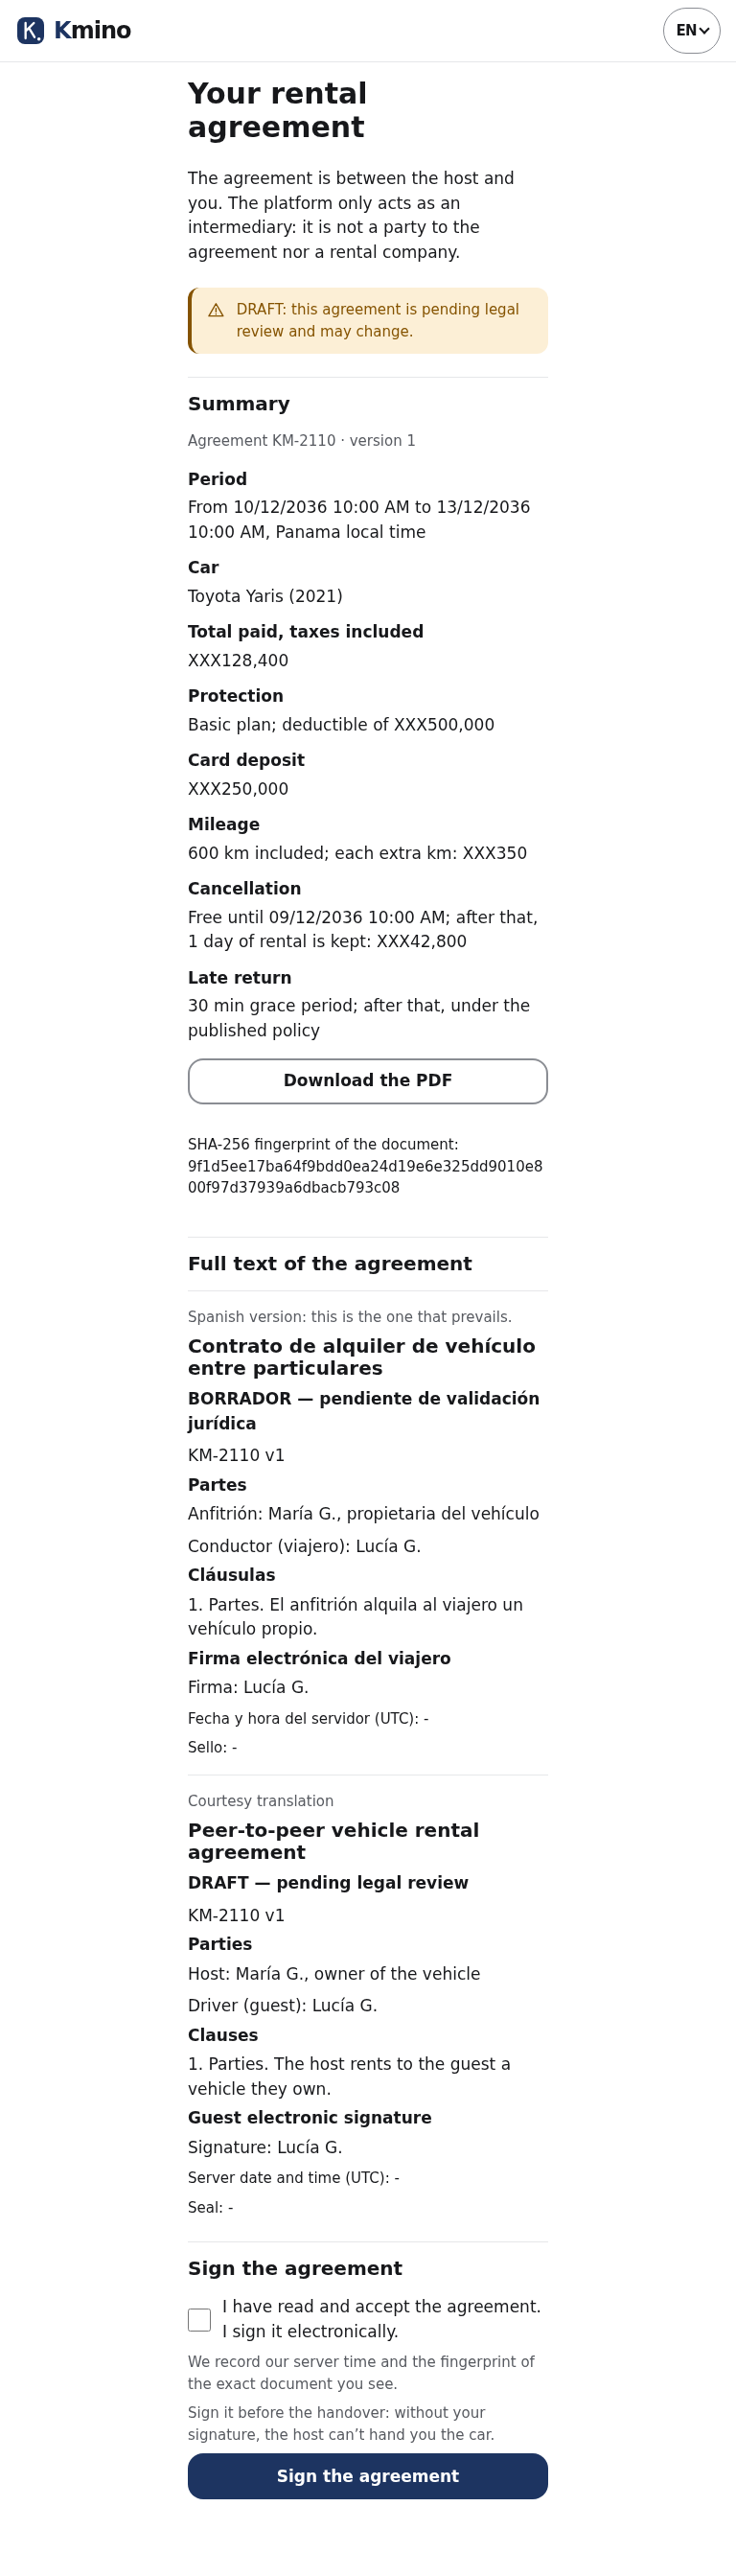 Kmino
EN
Your rental
agreement
The agreement is between the host and
you. The platform only acts as an
intermediary: it is not a party to the
agreement nor a rental company.
DRAFT: this agreement is pending legal
review and may change.
Summary
Agreement KM-2110 · version 1
Period
From 10/12/2036 10:00 AM to 13/12/2036
10:00 AM, Panama local time
Car
Toyota Yaris (2021)
Total paid, taxes included
XXX128,400
Protection
Basic plan; deductible of XXX500,000
Card deposit
XXX250,000
Mileage
600 km included; each extra km: XXX350
Cancellation
Free until 09/12/2036 10:00 AM; after that,
1 day of rental is kept: XXX42,800
Late return
30 min grace period; after that, under the
published policy
Download the PDF
SHA-256 fingerprint of the document:
9f1d5ee17ba64f9bdd0ea24d19e6e325dd9010e8
00f97d37939a6dbacb793c08
Full text of the agreement
Spanish version: this is the one that prevails.
Contrato de alquiler de vehículo
entre particulares
BORRADOR — pendiente de validación
jurídica
KM-2110 v1
Partes
Anfitrión: María G., propietaria del vehículo
Conductor (viajero): Lucía G.
Cláusulas
1. Partes. El anfitrión alquila al viajero un
vehículo propio.
Firma electrónica del viajero
Firma: Lucía G.
Fecha y hora del servidor (UTC): -
Sello: -
Courtesy translation
Peer-to-peer vehicle rental
agreement
DRAFT — pending legal review
KM-2110 v1
Parties
Host: María G., owner of the vehicle
Driver (guest): Lucía G.
Clauses
1. Parties. The host rents to the guest a
vehicle they own.
Guest electronic signature
Signature: Lucía G.
Server date and time (UTC): -
Seal: -
Sign the agreement
I have read and accept the agreement.
I sign it electronically.
We record our server time and the fingerprint of
the exact document you see.
Sign it before the handover: without your
signature, the host can’t hand you the car.
Sign the agreement